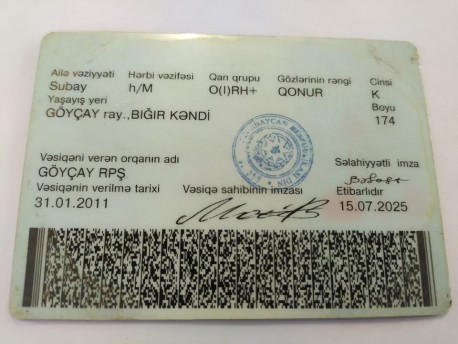 Ailə vəziyyəti Hərbi vəzifəsi Qan qrupu Gözlərinin rəngi Cinsi
Subay h/M O(I)RH+ QONUR K
Yaşayış yeri Boyu
GÖYÇAY ray.,BIĞIR KƏNDİ 174
Vəsiqəni verən orqanın adı Səlahiyyətli imza
GÖYÇAY RPŞ
Vəsiqənin verilmə tarixi Vəsiqə sahibinin imzası Etibarlıdır
31.01.2011 15.07.2025